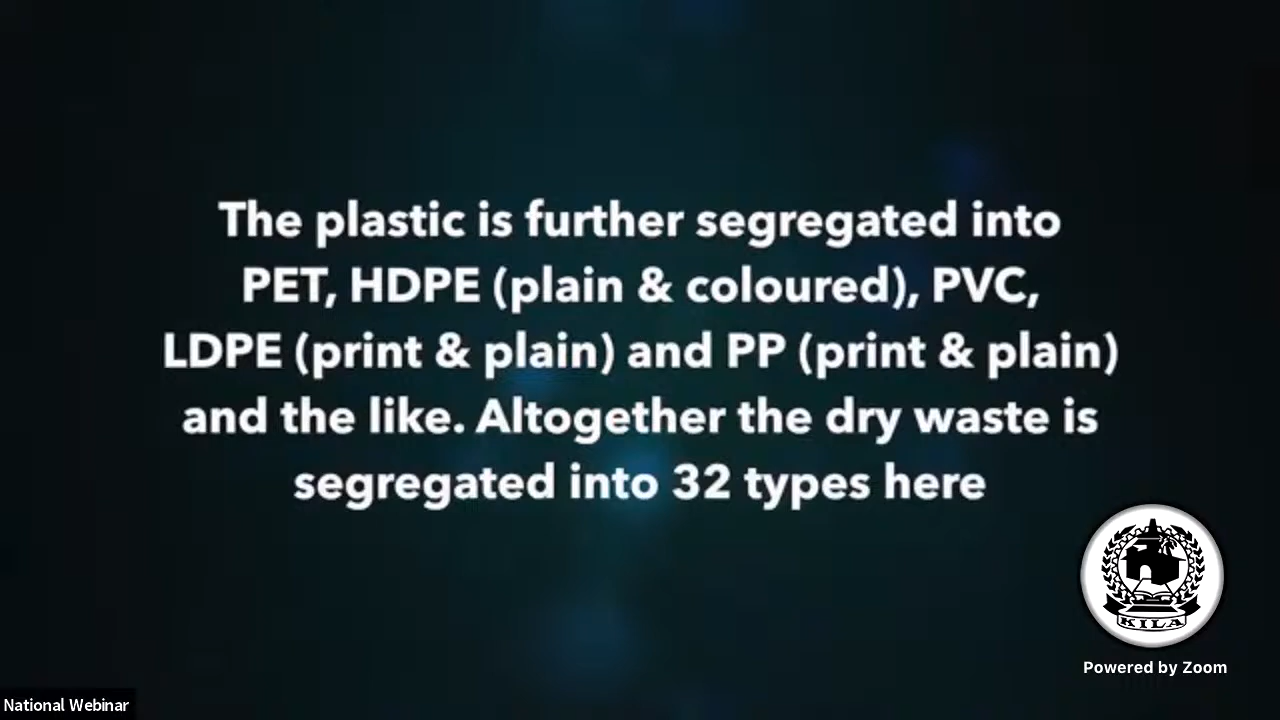 The plastic is further segregated into
PET, HDPE (plain & coloured), PVC,
LDPE (print & plain) and PP (print & plain)
and the like. Altogether the dry waste is
segregated into 32 types here
KILA
Powered by Zoom
National Webinar